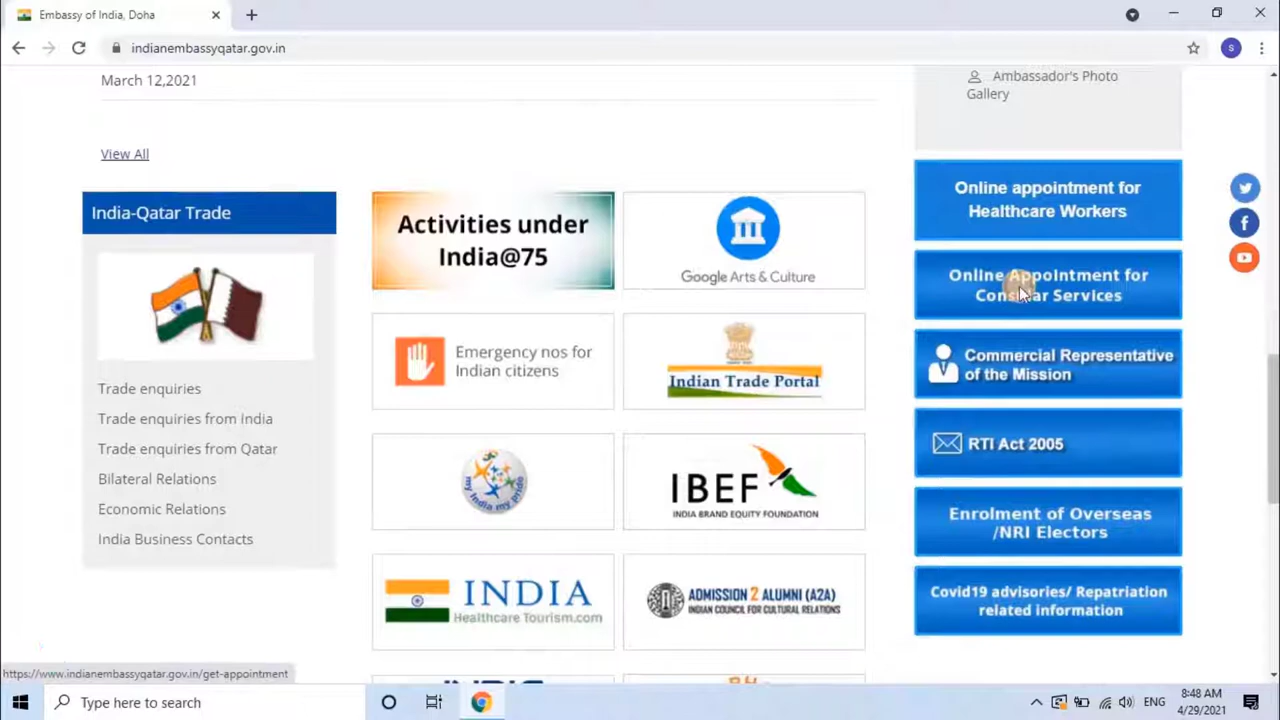 Embassy of India, Doha
indianembassyqatar.gov.in
S
March 12,2021
View All
India-Qatar Trade
Trade enquiries
Trade enquiries from India
Trade enquiries from Qatar
Bilateral Relations
Economic Relations
India Business Contacts
Activities under
India@75
Google Arts & Culture
Emergency nos for
Indian citizens
Indian Trade Portal
my India my pride
IBEF
INDIA BRAND EQUITY FOUNDATION
INDIA
Healthcare Tourism.com
ADMISSION 2 ALUMNI (A2A)
INDIAN COUNCIL FOR CULTURAL RELATIONS
Ambassador's Photo
Gallery
Online appointment for
Healthcare Workers
Online Appointment for
Consular Services
Commercial Representative
of the Mission
RTI Act 2005
Enrolment of Overseas
/NRI Electors
Covid19 advisories/ Repatriation
related information
https://www.indianembassyqatar.gov.in/get-appointment
Type here to search
ENG
8:48 AM
4/29/2021